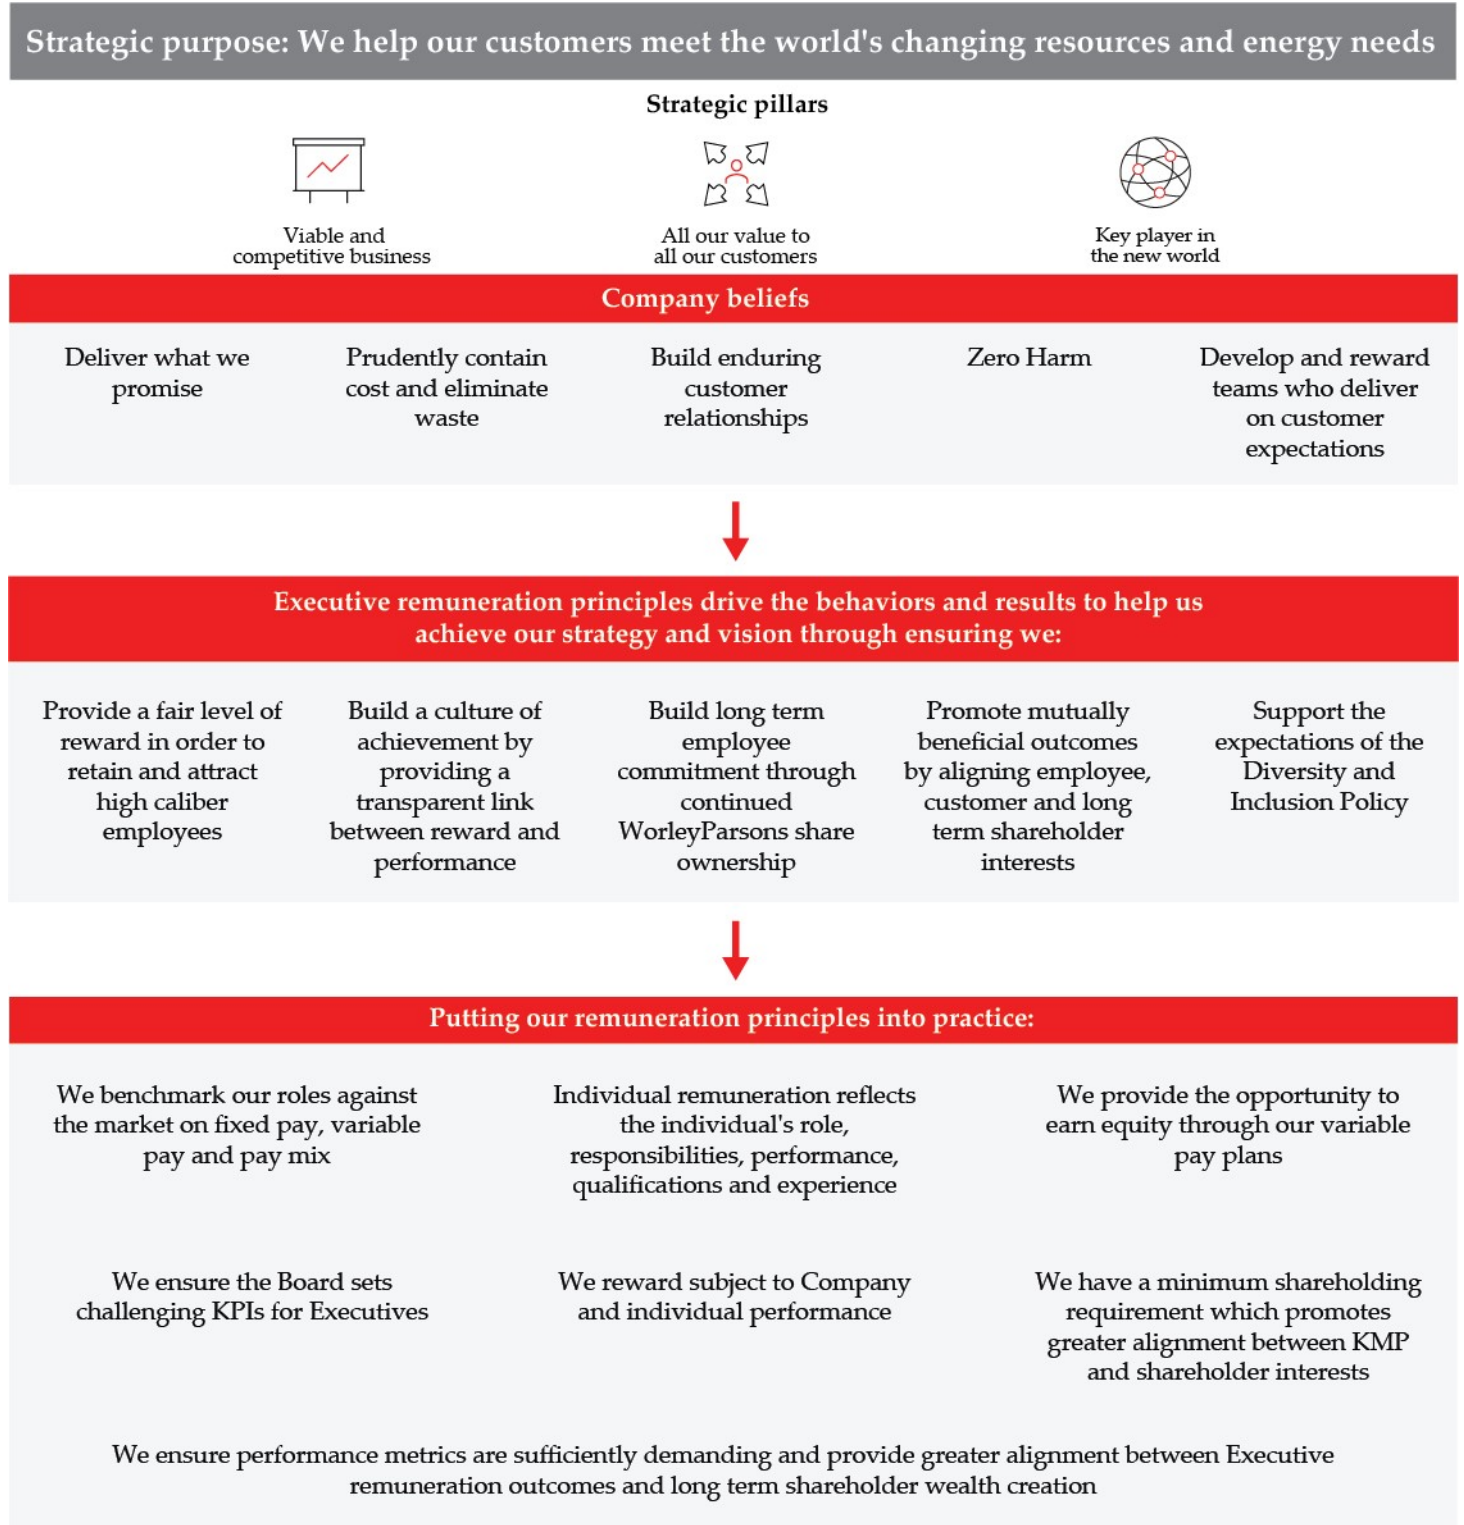 Strategic purpose: We help our customers meet the world's changing resources and energy needs
Strategic pillars
Viable and
competitive business
All our value to
all our customers
Key player in
the new world
Company beliefs
Deliver what we
promise
Prudently contain
cost and eliminate
waste
Build enduring
customer
relationships
Zero Harm
Develop and reward
teams who deliver
on customer
expectations
Executive remuneration principles drive the behaviors and results to help us
achieve our strategy and vision through ensuring we:
Provide a fair level of
reward in order to
retain and attract
high caliber
employees
Build a culture of
achievement by
providing a
transparent link
between reward and
performance
Build long term
employee
commitment through
continued
WorleyParsons share
ownership
Promote mutually
beneficial outcomes
by aligning employee,
customer and long
term shareholder
interests
Support the
expectations of the
Diversity and
Inclusion Policy
Putting our remuneration principles into practice:
We benchmark our roles against
the market on fixed pay, variable
pay and pay mix
Individual remuneration reflects
the individual's role,
responsibilities, performance,
qualifications and experience
We provide the opportunity to
earn equity through our variable
pay plans
We ensure the Board sets
challenging KPIs for Executives
We reward subject to Company
and individual performance
We have a minimum shareholding
requirement which promotes
greater alignment between KMP
and shareholder interests
We ensure performance metrics are sufficiently demanding and provide greater alignment between Executive
remuneration outcomes and long term shareholder wealth creation